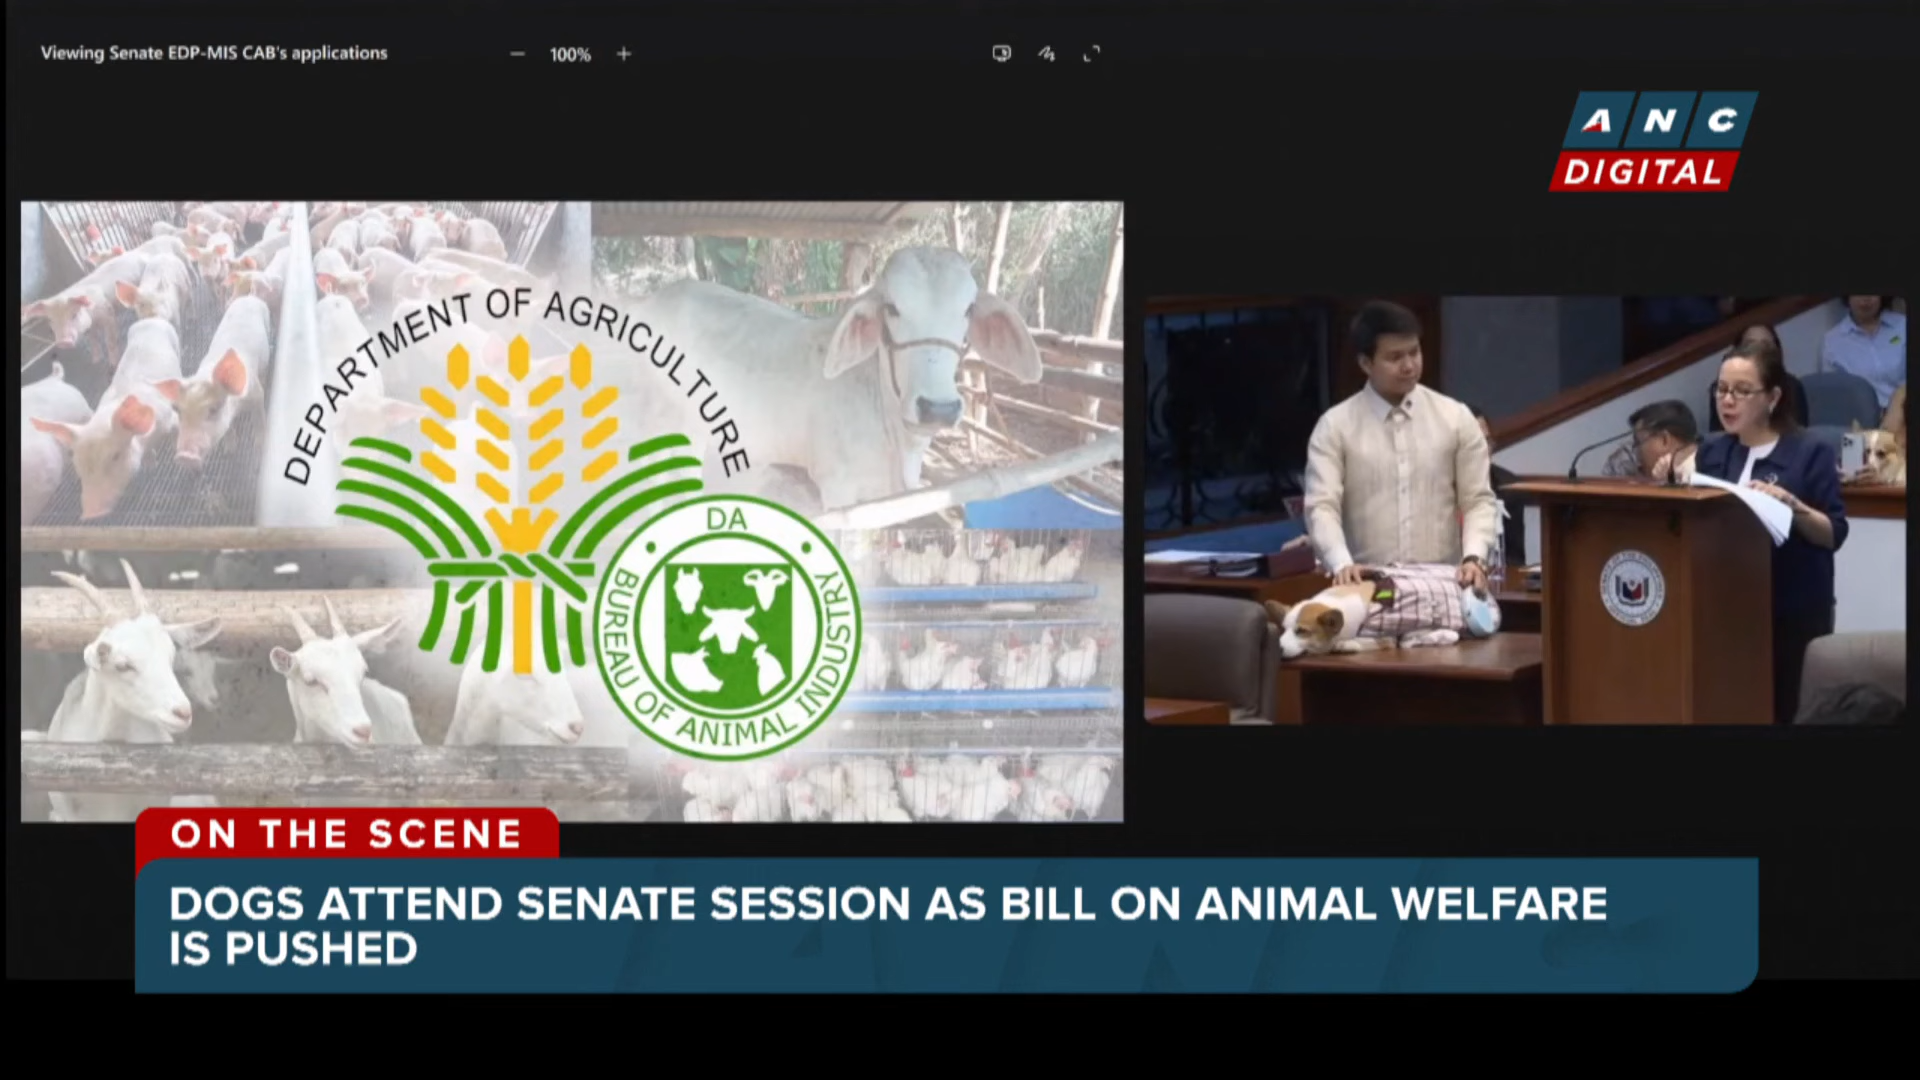 Viewing Senate EDP-MIS CAB's applications
100%
ANC
DIGITAL
DEPARTMENT OF AGRICULTURE
DA
BUREAU OF ANIMAL INDUSTRY
ON THE SCENE
DOGS ATTEND SENATE SESSION AS BILL ON ANIMAL WELFARE
IS PUSHED